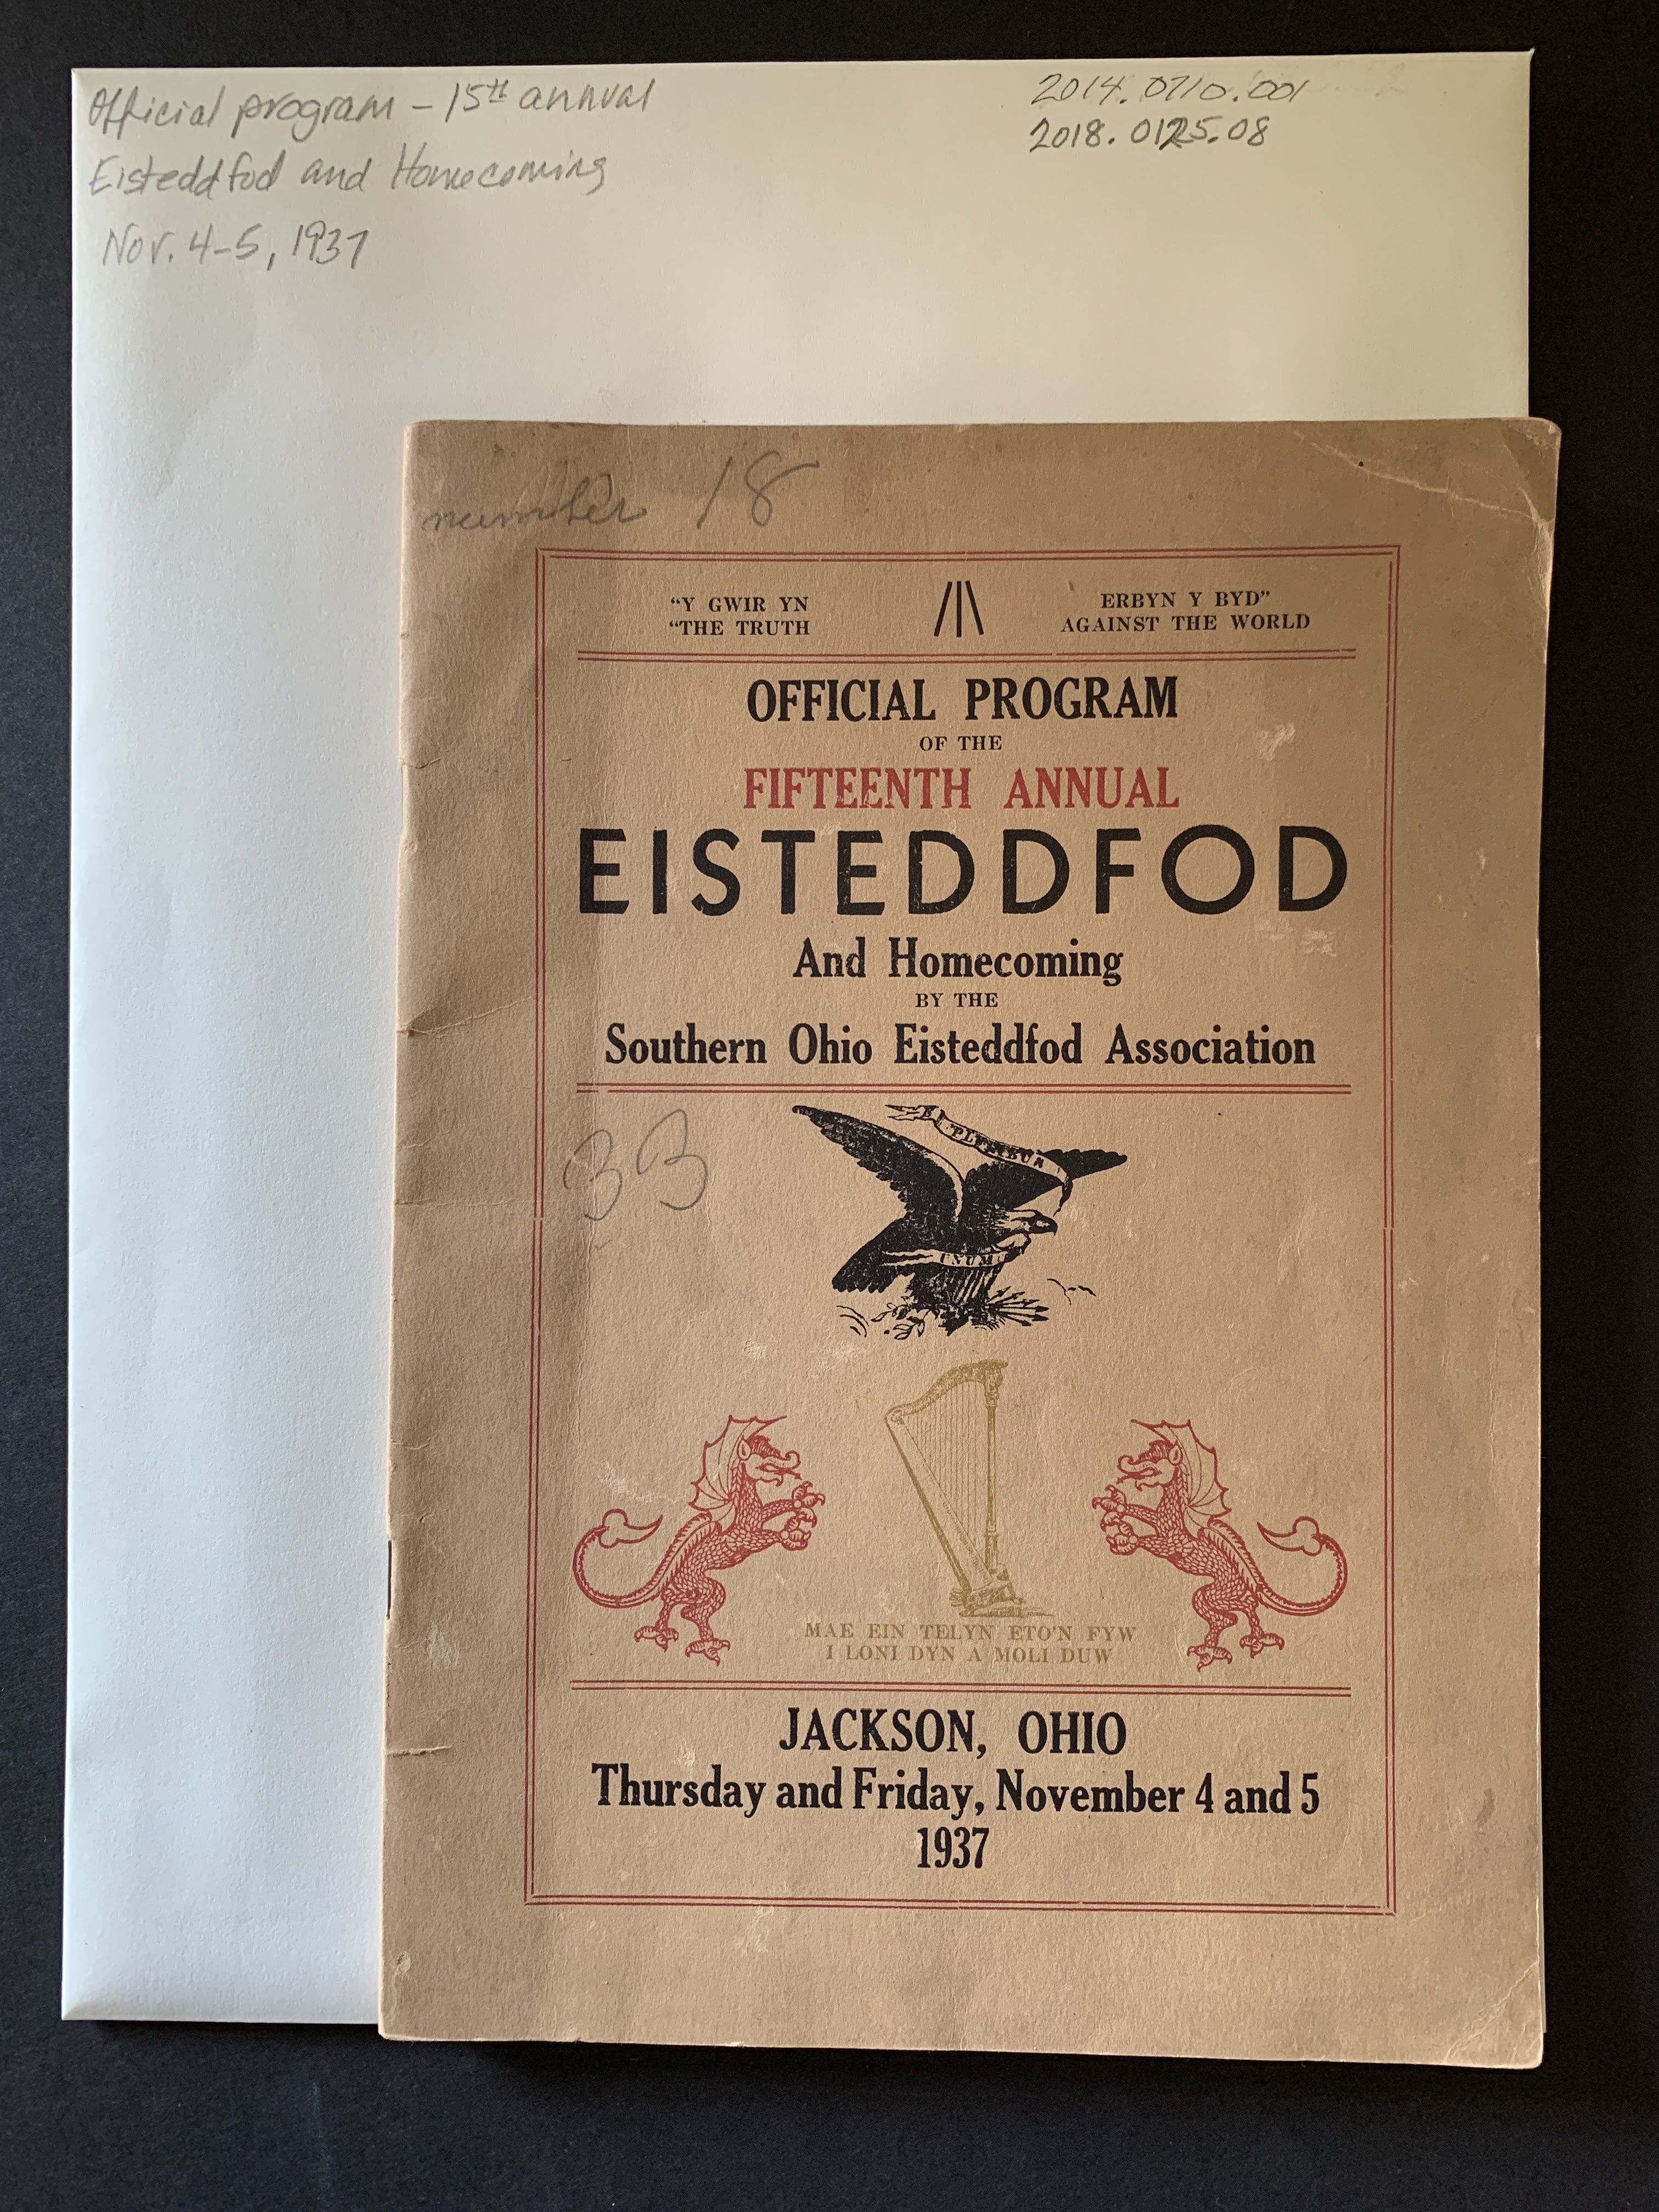 Official program - 15th annual
Eisteddfod and Homecoming
Nov. 4-5, 1937
2014.0710.001
2018.0125.08
number 18
"Y GWIR YN ERBYN Y BYD"
"THE TRUTH AGAINST THE WORLD
OFFICIAL PROGRAM
OF THE
FIFTEENTH ANNUAL
EISTEDDFOD
And Homecoming
BY THE
Southern Ohio Eisteddfod Association
33
E PLURIBUM
UNUM
MAE EIN TELYN ETO'N FYW
I LONI DYN A MOLI DUW
JACKSON, OHIO
Thursday and Friday, November 4 and 5
1937